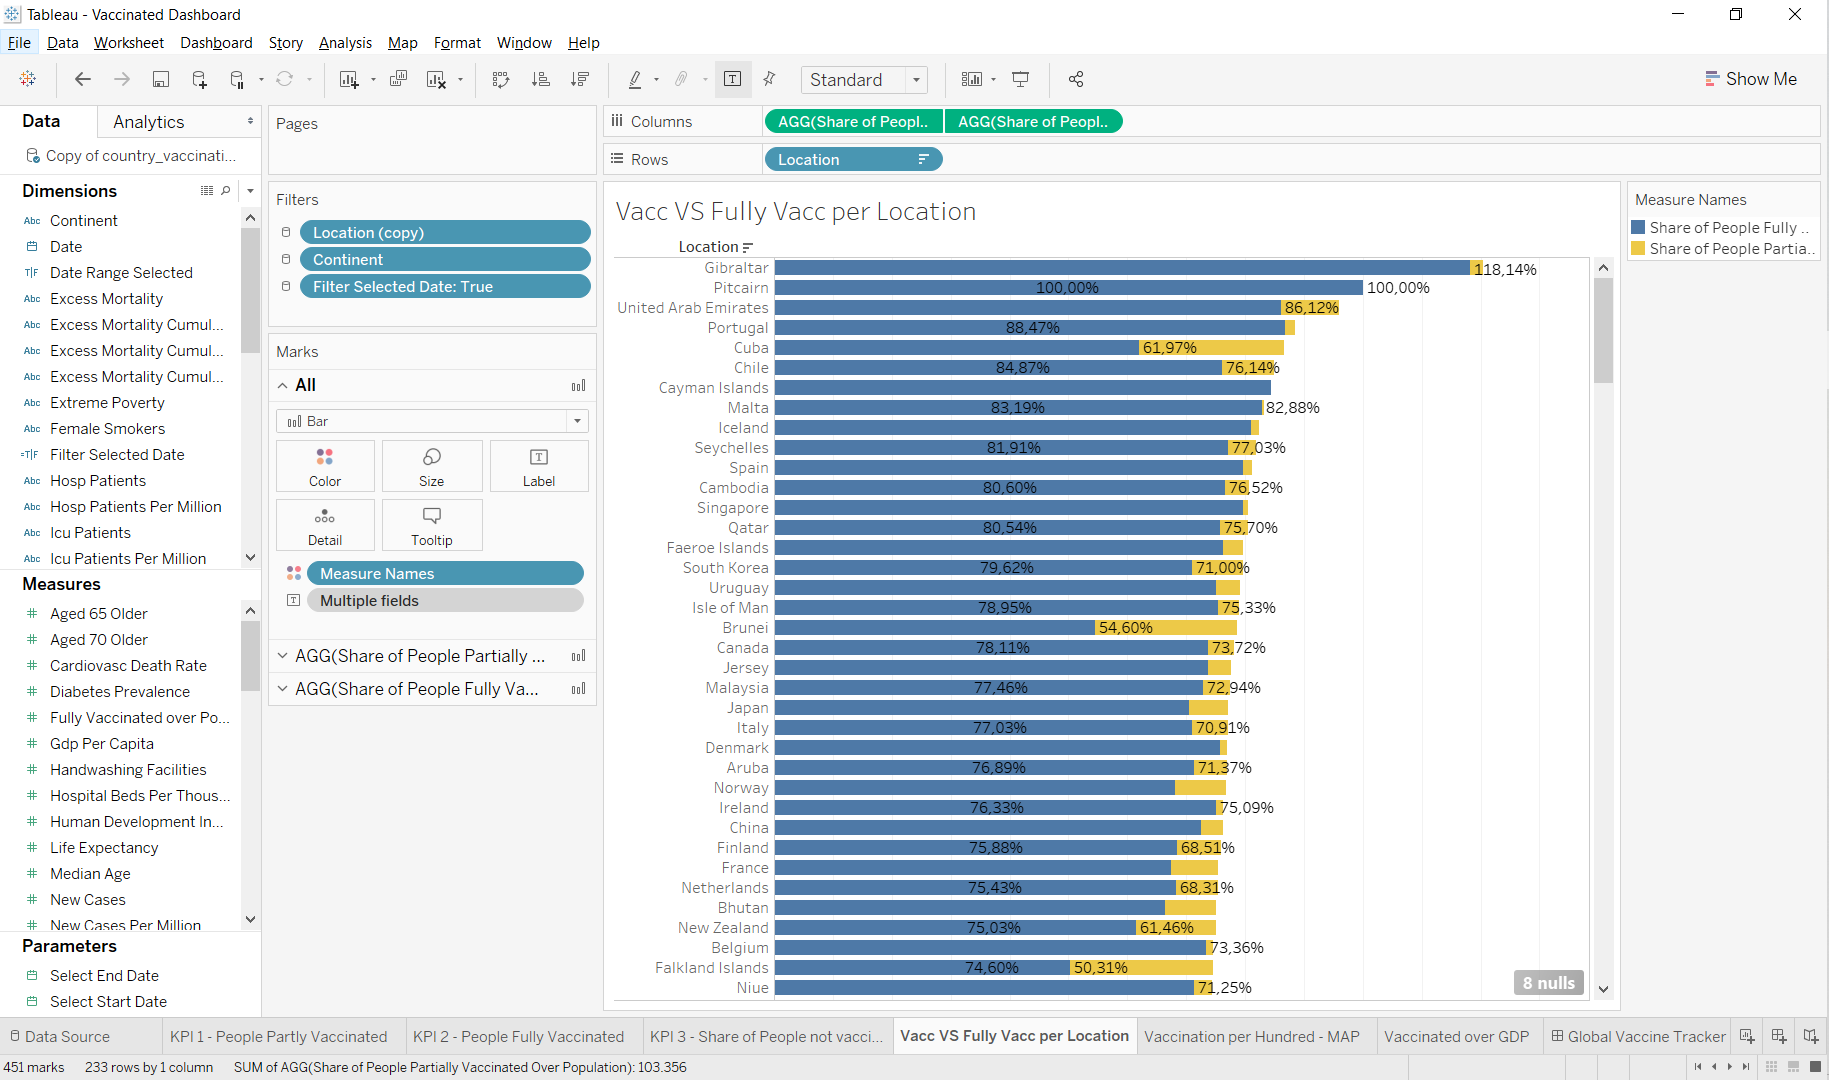 Tableau - Vaccinated Dashboard
File Data Worksheet Dashboard Story Analysis Map Format Window Help
Standard
Show Me
Data Analytics
Copy of country_vaccinati...
Dimensions
Abc Continent
Date
T|F Date Range Selected
Abc Excess Mortality
Abc Excess Mortality Cumul...
Abc Excess Mortality Cumul...
Abc Excess Mortality Cumul...
Abc Extreme Poverty
Abc Female Smokers
=T|F Filter Selected Date
Abc Hosp Patients
Abc Hosp Patients Per Million
Abc Icu Patients
Abc Icu Patients Per Million
Measures
# Aged 65 Older
# Aged 70 Older
# Cardiovasc Death Rate
# Diabetes Prevalence
# Fully Vaccinated over Po...
# Gdp Per Capita
# Handwashing Facilities
# Hospital Beds Per Thous...
# Human Development In...
# Life Expectancy
# Median Age
# New Cases
# New Cases Per Million
Parameters
Select End Date
Select Start Date
Pages
Filters
Location (copy)
Continent
Filter Selected Date: True
Marks
All
Bar
Color Size Label
Detail Tooltip
Measure Names
Multiple fields
AGG(Share of People Partially ...
AGG(Share of People Fully Va...
Columns AGG(Share of Peopl.. AGG(Share of Peopl..
Rows Location
Vacc VS Fully Vacc per Location
Location
Gibraltar 118,14%
Pitcairn 100,00% 100,00%
United Arab Emirates 86,12%
Portugal 88,47%
Cuba 61,97%
Chile 84,87% 76,14%
Cayman Islands
Malta 83,19% 82,88%
Iceland
Seychelles 81,91% 77,03%
Spain
Cambodia 80,60% 76,52%
Singapore
Qatar 80,54% 75,70%
Faeroe Islands
South Korea 79,62% 71,00%
Uruguay
Isle of Man 78,95% 75,33%
Brunei 54,60%
Canada 78,11% 73,72%
Jersey
Malaysia 77,46% 72,94%
Japan
Italy 77,03% 70,91%
Denmark
Aruba 76,89% 71,37%
Norway
Ireland 76,33% 75,09%
China
Finland 75,88% 68,51%
France
Netherlands 75,43% 68,31%
Bhutan
New Zealand 75,03% 61,46%
Belgium 73,36%
Falkland Islands 74,60% 50,31%
Niue 71,25%
8 nulls
Measure Names
Share of People Fully ..
Share of People Partia..
Data Source KPI 1 - People Partly Vaccinated KPI 2 - People Fully Vaccinated KPI 3 - Share of People not vacci... Vacc VS Fully Vacc per Location Vaccination per Hundred - MAP Vaccinated over GDP Global Vaccine Tracker
451 marks 233 rows by 1 column SUM of AGG(Share of People Partially Vaccinated Over Population): 103.356